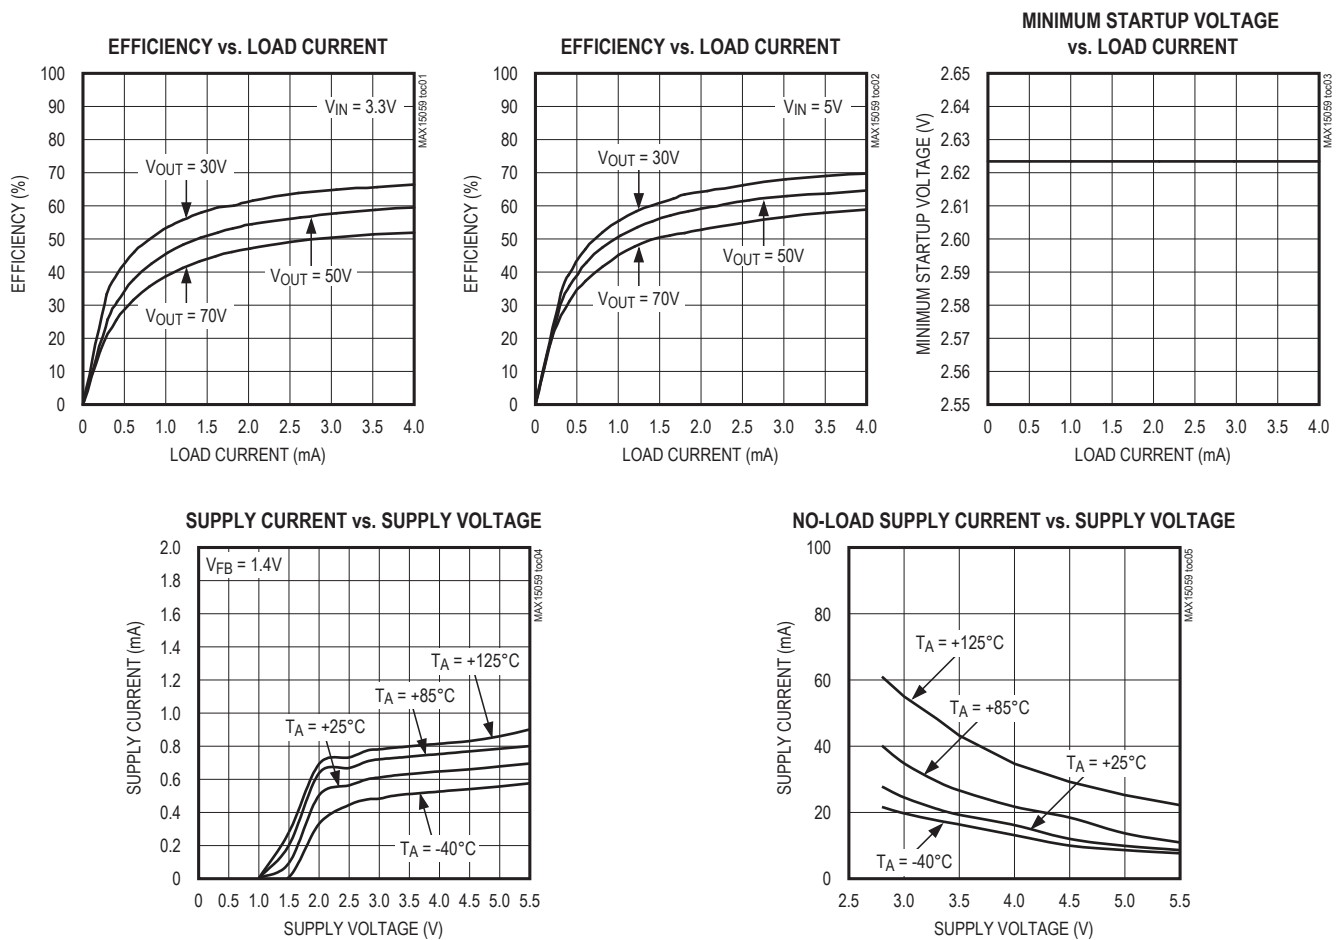 EFFICIENCY vs. LOAD CURRENT
100
90
80
70
60
50
40
30
20
10
0
EFFICIENCY (%)
VIN = 3.3V
VOUT = 30V
VOUT = 50V
VOUT = 70V
MAX15059 toc01
0 0.5 1.0 1.5 2.0 2.5 3.0 3.5 4.0
LOAD CURRENT (mA)
EFFICIENCY vs. LOAD CURRENT
100
90
80
70
60
50
40
30
20
10
0
EFFICIENCY (%)
VIN = 5V
VOUT = 30V
VOUT = 50V
VOUT = 70V
MAX15059 toc02
0 0.5 1.0 1.5 2.0 2.5 3.0 3.5 4.0
LOAD CURRENT (mA)
MINIMUM STARTUP VOLTAGE
vs. LOAD CURRENT
2.65
2.64
2.63
2.62
2.61
2.60
2.59
2.58
2.57
2.56
2.55
MINIMUM STARTUP VOLTAGE (V)
MAX15059 toc03
0 0.5 1.0 1.5 2.0 2.5 3.0 3.5 4.0
LOAD CURRENT (mA)
SUPPLY CURRENT vs. SUPPLY VOLTAGE
2.0
1.8
1.6
1.4
1.2
1.0
0.8
0.6
0.4
0.2
0
SUPPLY CURRENT (mA)
VFB = 1.4V
TA = +125°C
TA = +85°C
TA = +25°C
TA = -40°C
MAX15059 toc04
0 0.5 1.0 1.5 2.0 2.5 3.0 3.5 4.0 4.5 5.0 5.5
SUPPLY VOLTAGE (V)
NO-LOAD SUPPLY CURRENT vs. SUPPLY VOLTAGE
100
80
60
40
20
0
SUPPLY CURRENT (mA)
TA = +125°C
TA = +85°C
TA = +25°C
TA = -40°C
MAX15059 toc05
2.5 3.0 3.5 4.0 4.5 5.0 5.5
SUPPLY VOLTAGE (V)